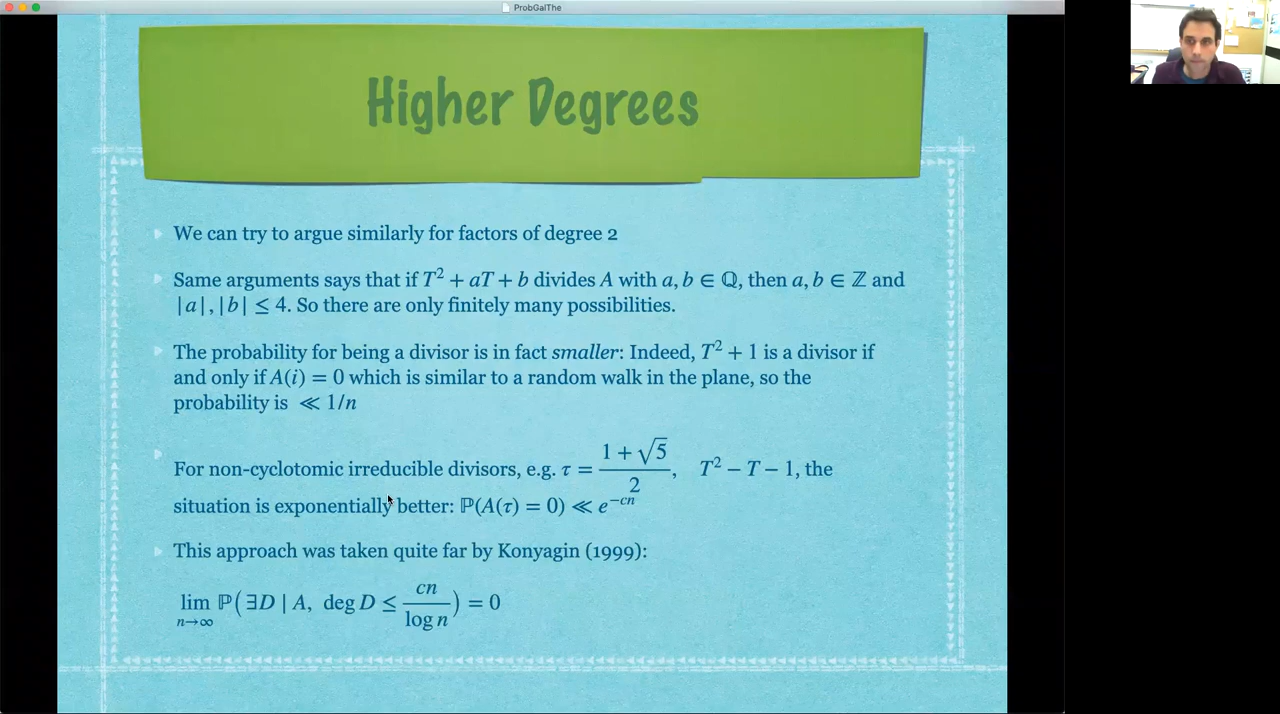 ProbGalThe
Higher Degrees
We can try to argue similarly for factors of degree 2
Same arguments says that if T² + aT + b divides A with a, b ∈ ℚ, then a, b ∈ ℤ and
|a|, |b| ≤ 4. So there are only finitely many possibilities.
The probability for being a divisor is in fact smaller: Indeed, T² + 1 is a divisor if
and only if A(i) = 0 which is similar to a random walk in the plane, so the
probability is ≪ 1/n
For non-cyclotomic irreducible divisors, e.g. τ = (1 + √5)/2, T² − T − 1, the
situation is exponentially better: ℙ(A(τ) = 0) ≪ e^{−cn}
This approach was taken quite far by Konyagin (1999):
lim_{n→∞} ℙ(∃D | A, deg D ≤ cn/log n) = 0